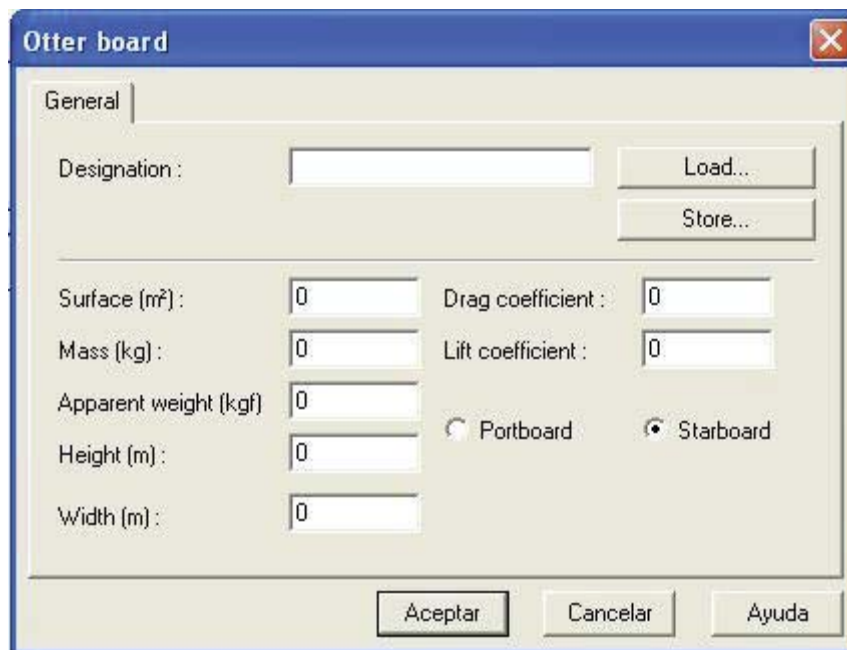 Otter board
General
Designation :
Load...
Store...
Surface (m²) : 0 Drag coefficient : 0
Mass (kg) : 0 Lift coefficient : 0
Apparent weight (kgf) 0
Portboard Starboard
Height (m) : 0
Width (m) : 0
Aceptar Cancelar Ayuda